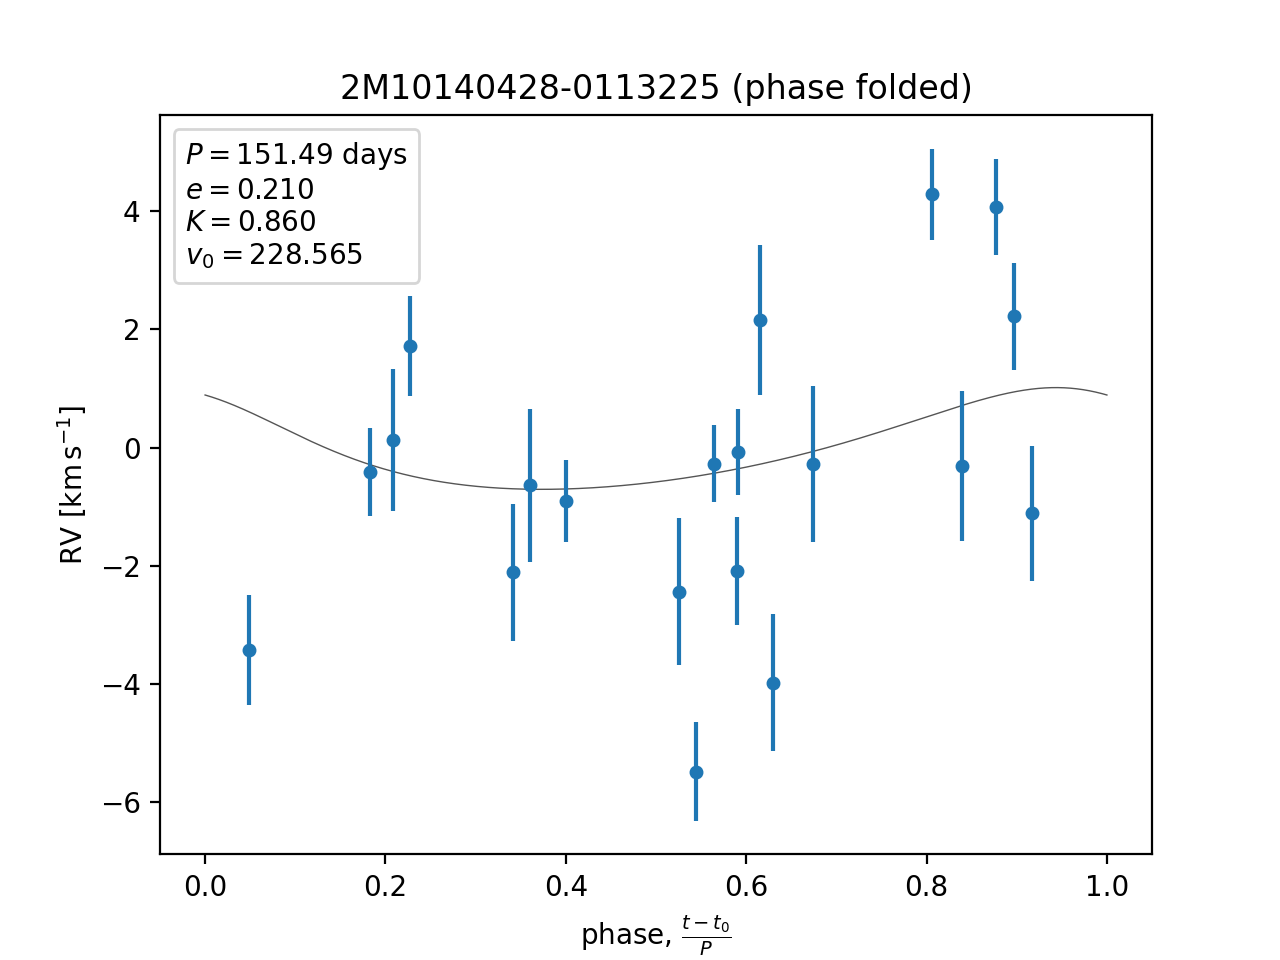 2M10140428-0113225 (phase folded)
P = 151.49 days
e = 0.210
K = 0.860
v₀ = 228.565
RV [km s⁻¹]
4
2
0
−2
−4
−6
0.0 0.2 0.4 0.6 0.8 1.0
phase, (t − t₀)/P